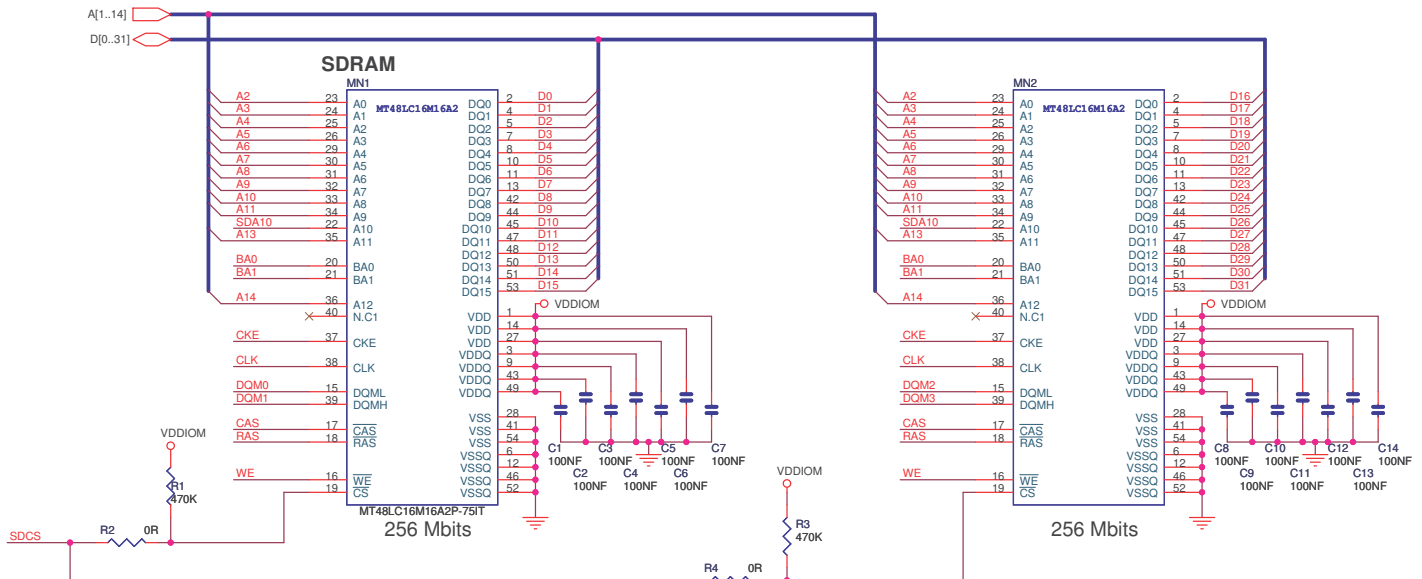 A[1..14]
D[0..31]
SDRAM
MN1
MT48LC16M16A2
A2 23 A0 DQ0 2 D0
A3 24 A1 DQ1 4 D1
A4 25 A2 DQ2 5 D2
A5 26 A3 DQ3 7 D3
A6 29 A4 DQ4 8 D4
A7 30 A5 DQ5 10 D5
A8 31 A6 DQ6 11 D6
A9 32 A7 DQ7 13 D7
A10 33 A8 DQ8 42 D8
A11 34 A9 DQ9 44 D9
SDA10 22 A10 DQ10 45 D10
A13 35 A11 DQ11 47 D11
DQ12 48 D12
BA0 20 BA0 DQ13 50 D13
BA1 21 BA1 DQ14 51 D14
DQ15 53 D15
A14 36 A12 VDDIOM
40 N.C1 VDD 1
VDD 14
CKE 37 CKE VDD 27
VDDQ 3
CLK 38 CLK VDDQ 9
VDDQ 43
DQM0 15 DQML VDDQ 49
DQM1 39 DQMH
VSS 28
CAS 17 CAS VSS 41
RAS 18 RAS VSS 54
VSSQ 6
VSSQ 12
WE 16 WE VSSQ 46
19 CS VSSQ 52
C1 C3 C5 C7
100NF 100NF 100NF 100NF
C2 C4 C6
100NF 100NF 100NF
MT48LC16M16A2P-75IT
256 Mbits
VDDIOM
R1
470K
R2 0R
SDCS
MN2
MT48LC16M16A2
A2 23 A0 DQ0 2 D16
A3 24 A1 DQ1 4 D17
A4 25 A2 DQ2 5 D18
A5 26 A3 DQ3 7 D19
A6 29 A4 DQ4 8 D20
A7 30 A5 DQ5 10 D21
A8 31 A6 DQ6 11 D22
A9 32 A7 DQ7 13 D23
A10 33 A8 DQ8 42 D24
A11 34 A9 DQ9 44 D25
SDA10 22 A10 DQ10 45 D26
A13 35 A11 DQ11 47 D27
DQ12 48 D28
BA0 20 BA0 DQ13 50 D29
BA1 21 BA1 DQ14 51 D30
DQ15 53 D31
A14 36 A12 VDDIOM
40 N.C1 VDD 1
VDD 14
CKE 37 CKE VDD 27
VDDQ 3
CLK 38 CLK VDDQ 9
VDDQ 43
DQM2 15 DQML VDDQ 49
DQM3 39 DQMH
VSS 28
CAS 17 CAS VSS 41
RAS 18 RAS VSS 54
VSSQ 6
VSSQ 12
WE 16 WE VSSQ 46
19 CS VSSQ 52
C8 C10 C12 C14
100NF 100NF 100NF 100NF
C9 C11 C13
100NF 100NF 100NF
256 Mbits
VDDIOM
R3
470K
R4 0R